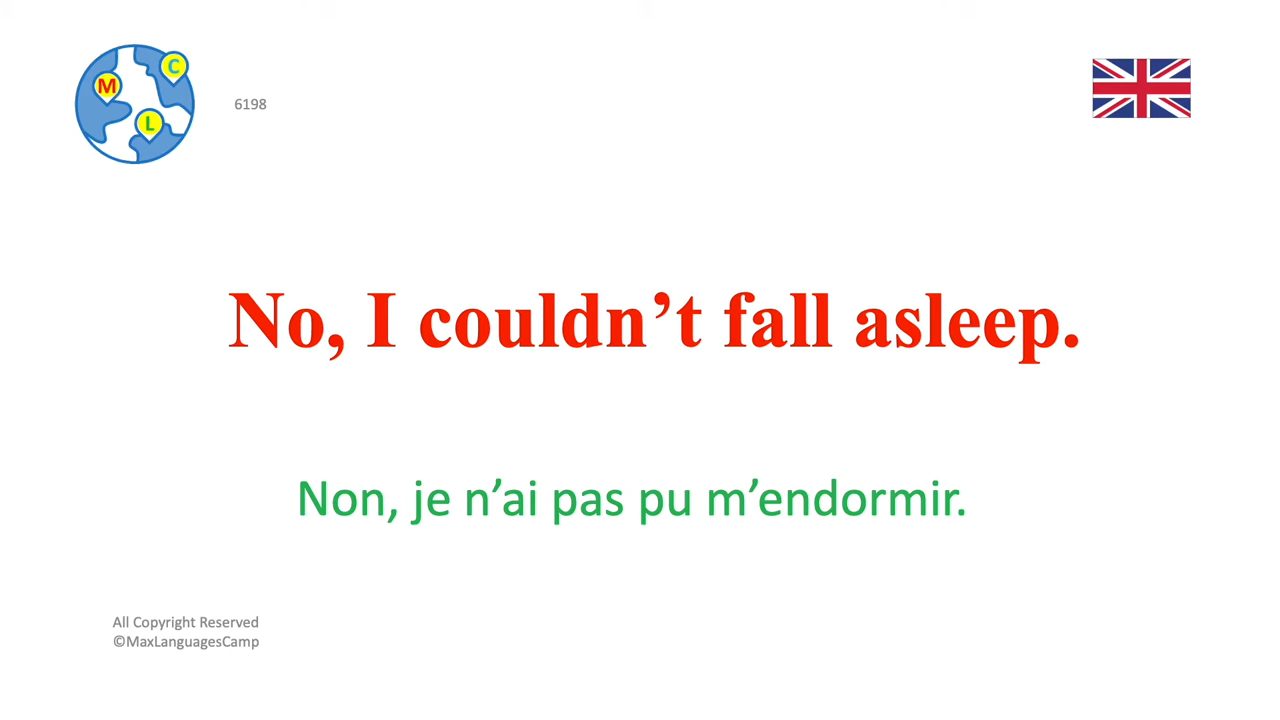 M
C
L
6198
No, I couldn’t fall asleep.
Non, je n’ai pas pu m’endormir.
All Copyright Reserved
©MaxLanguagesCamp